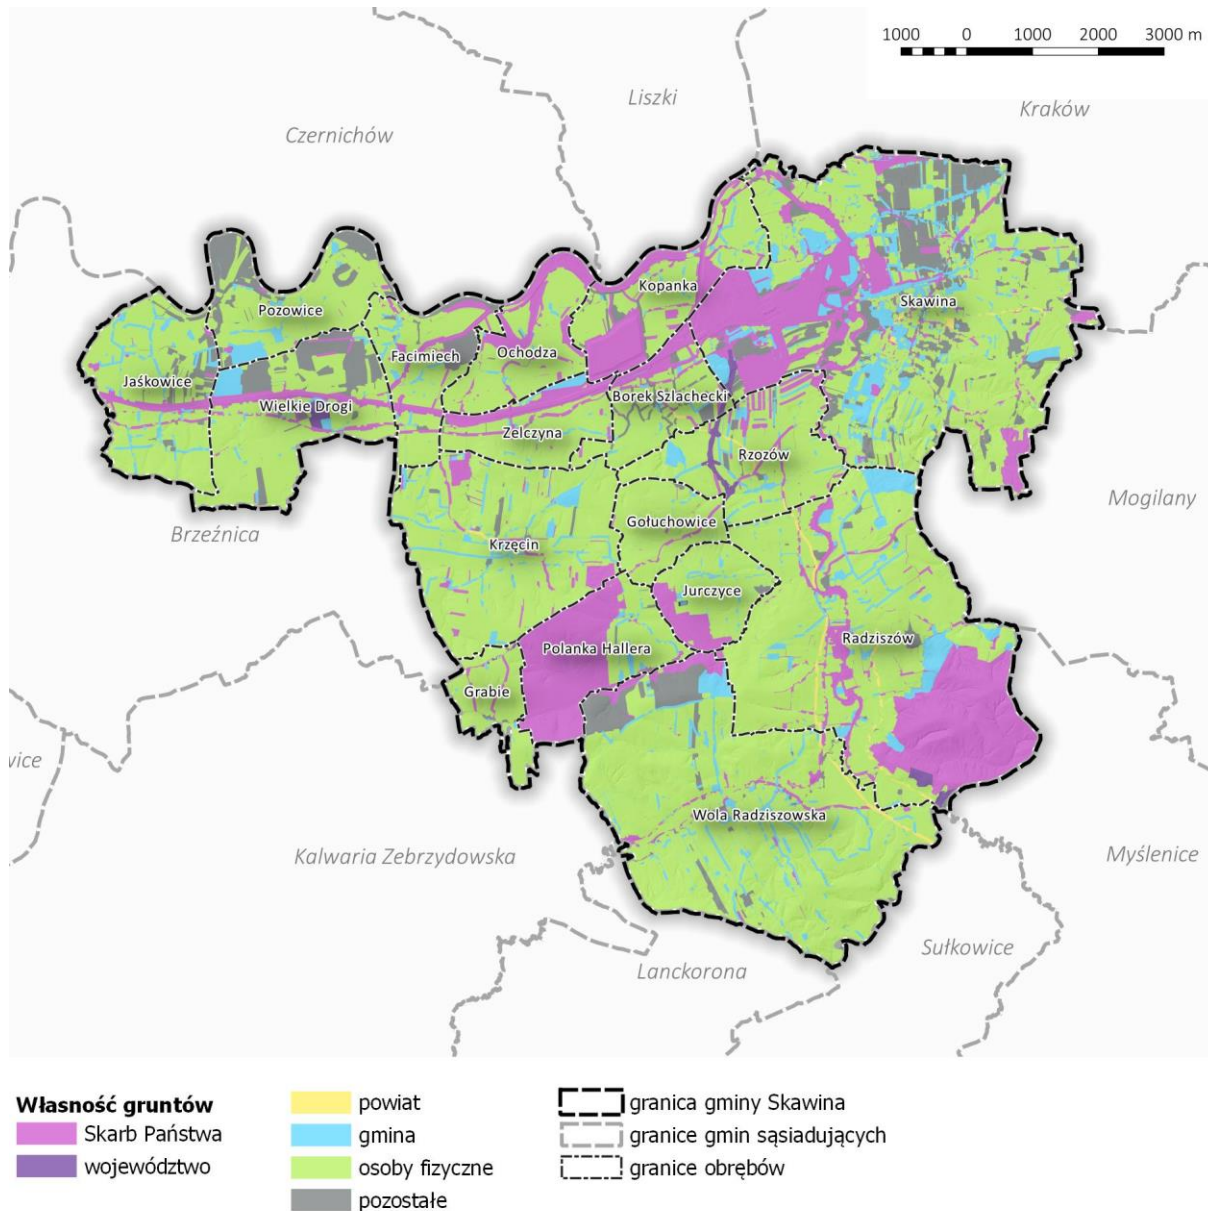 1000 0 1000 2000 3000 m
Liszki
Kraków
Czernichów
Kopanka
Skawina
Pozowice
Facimiech
Ochodza
Jaśkowice
Wielkie Drogi
Borek Szlachecki
Zelczyna
Rzozów
Mogilany
Gołuchowice
Brzeźnica
Krzęcin
Jurczyce
Radziszów
Polanka Hallera
Grabie
wice
Wola Radziszowska
Kalwaria Zebrzydowska
Myślenice
Sułkowice
Lanckorona
Własność gruntów
Skarb Państwa
województwo
powiat
gmina
osoby fizyczne
pozostałe
granica gminy Skawina
granice gmin sąsiadujących
granice obrębów